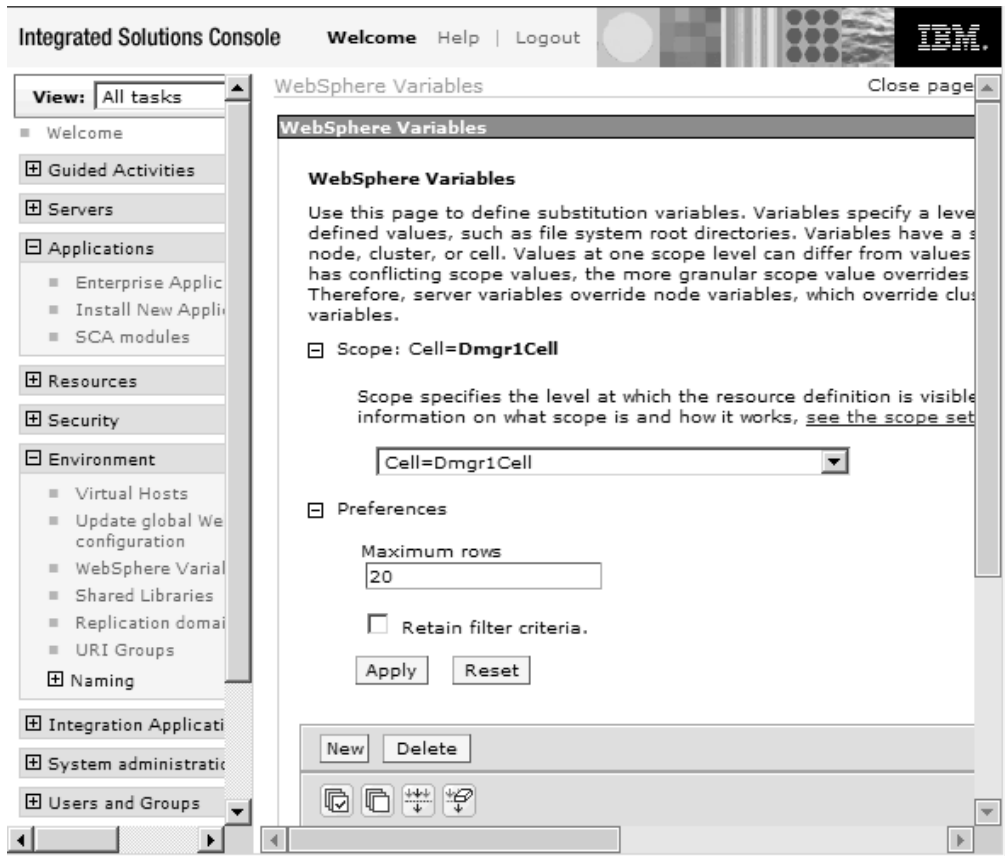 Integrated Solutions Console Welcome Help | Logout IBM.
View: All tasks
Welcome
Guided Activities
Servers
Applications
Enterprise Applic
Install New Appli
SCA modules
Resources
Security
Environment
Virtual Hosts
Update global We
configuration
WebSphere Varial
Shared Libraries
Replication domai
URI Groups
Naming
Integration Applicati
System administratio
Users and Groups
WebSphere Variables Close page
WebSphere Variables
WebSphere Variables
Use this page to define substitution variables. Variables specify a leve
defined values, such as file system root directories. Variables have a s
node, cluster, or cell. Values at one scope level can differ from values
has conflicting scope values, the more granular scope value overrides
Therefore, server variables override node variables, which override clus
variables.
Scope: Cell=Dmgr1Cell
Scope specifies the level at which the resource definition is visible
information on what scope is and how it works, see the scope set
Cell=Dmgr1Cell
Preferences
Maximum rows
20
Retain filter criteria.
Apply Reset
New Delete